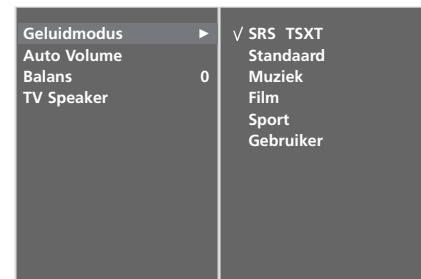 Geluidmodus ►
Auto Volume
Balans 0
TV Speaker
√ SRS TSXT
Standaard
Muziek
Film
Sport
Gebruiker